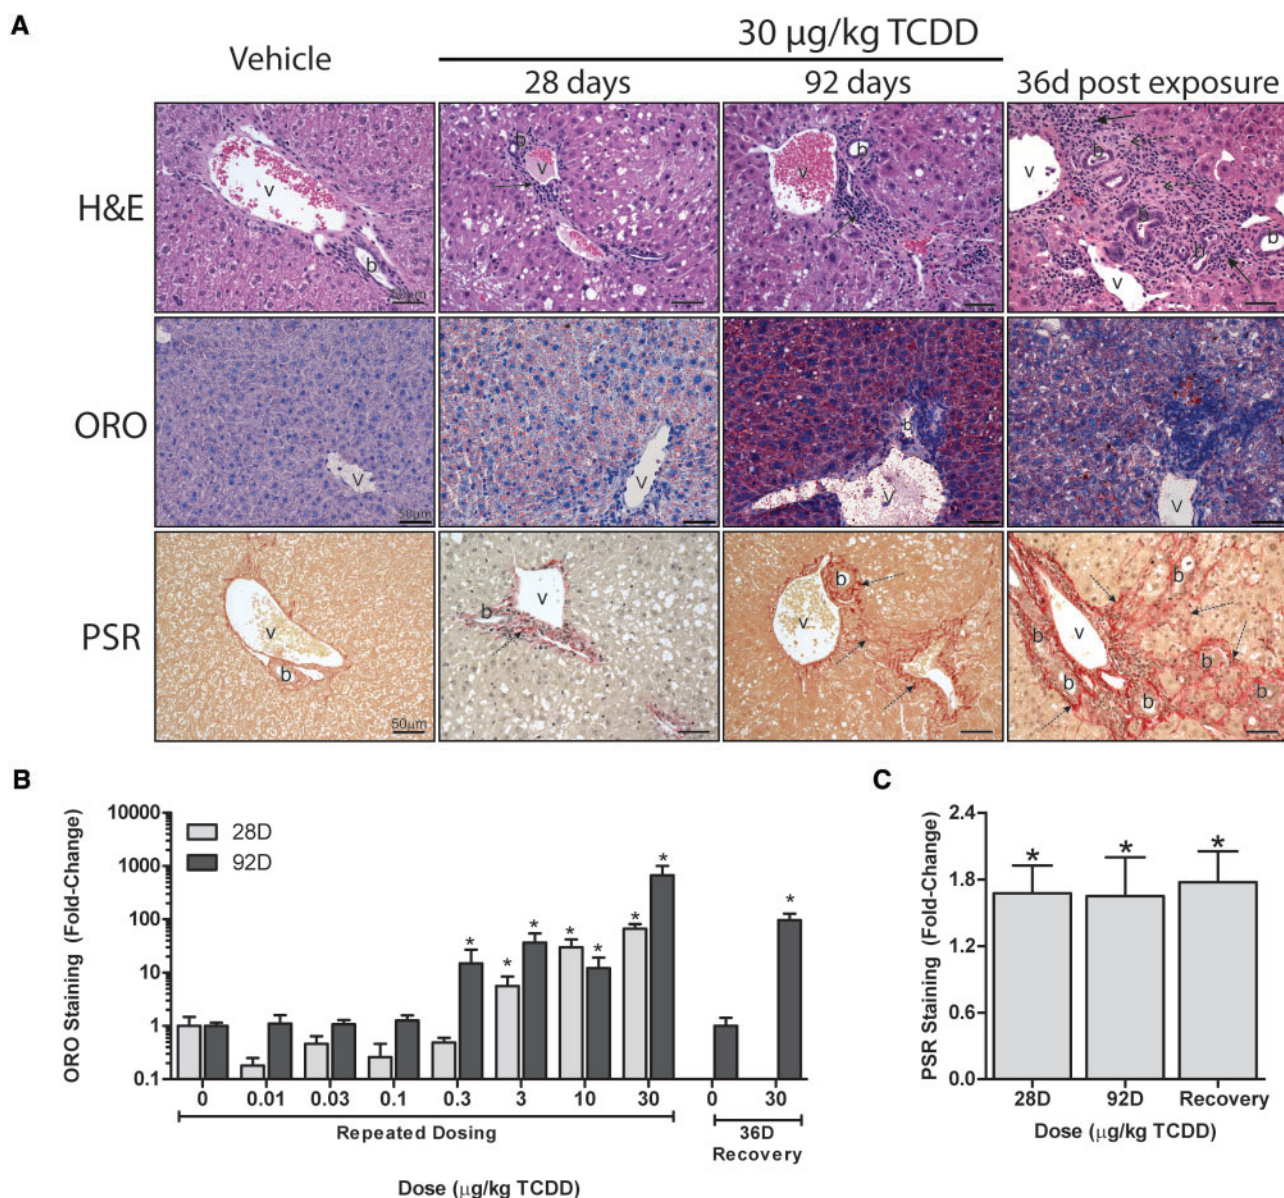 A
30 µg/kg TCDD
Vehicle
28 days
92 days
36d post exposure
H&E
v
b
50µm
b
v
v
b
v
b
b
b
b
b
v
ORO
v
50µm
v
b
v
v
PSR
v
b
50µm
v
b
b
v
b
v
b
b
b
b
b
b
B
ORO Staining (Fold-Change)
10000
1000
100
10
1
0.1
28D
92D
* * * * * * * *
0 0.01 0.03 0.1 0.3 3 10 30 0 30
Repeated Dosing
36D
Recovery
Dose (µg/kg TCDD)
C
PSR Staining (Fold-Change)
2.4
1.8
1.2
0.6
0.0
* * *
28D 92D Recovery
Dose (µg/kg TCDD)